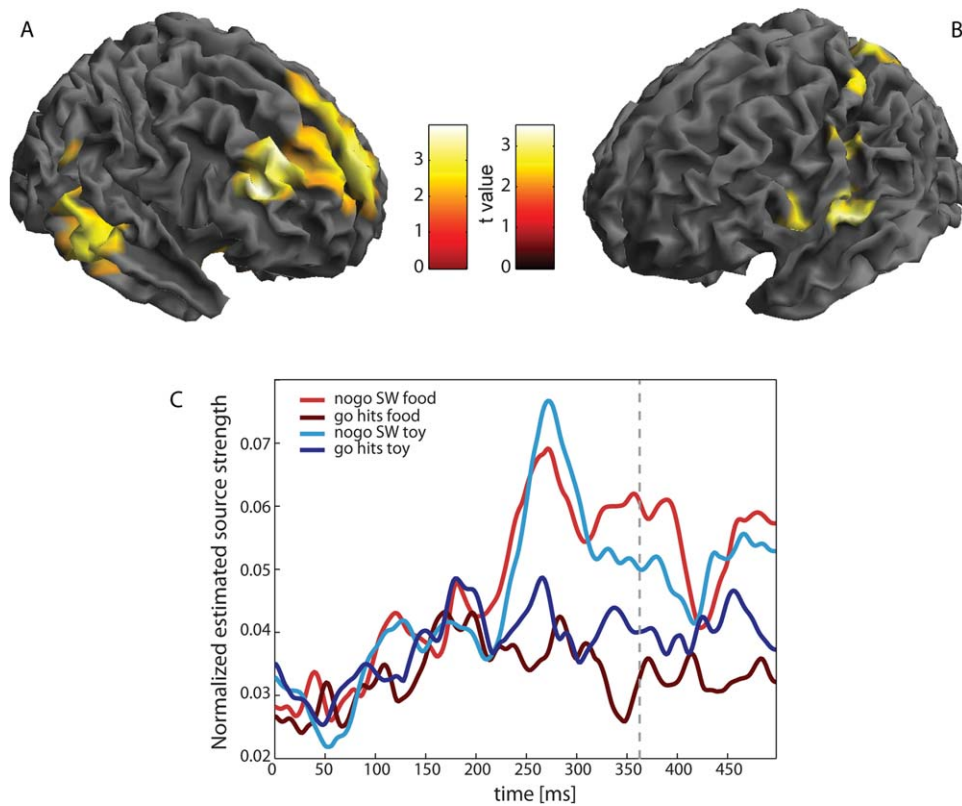 A
B
3
2
1
0
t value
3
2
1
0
C
nogo SW food
go hits food
nogo SW toy
go hits toy
Normalized estimated source strength
0.07
0.06
0.05
0.04
0.03
0.02
0 50 100 150 200 250 300 350 400 450
time [ms]